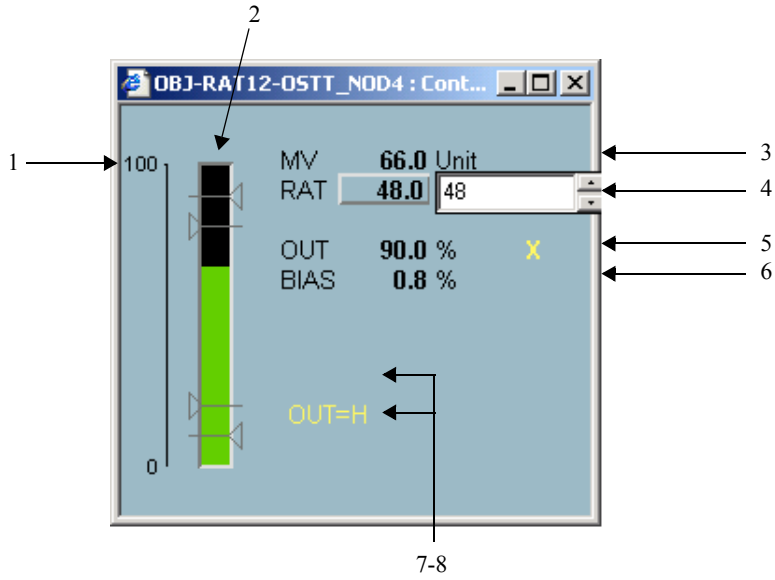 2
OBJ-RAT12-OSTT_NOD4 : Cont...
1
100
MV 66.0 Unit
3
RAT 48.0 48
4
OUT 90.0 % X
5
BIAS 0.8 %
6
OUT=H
0
7-8